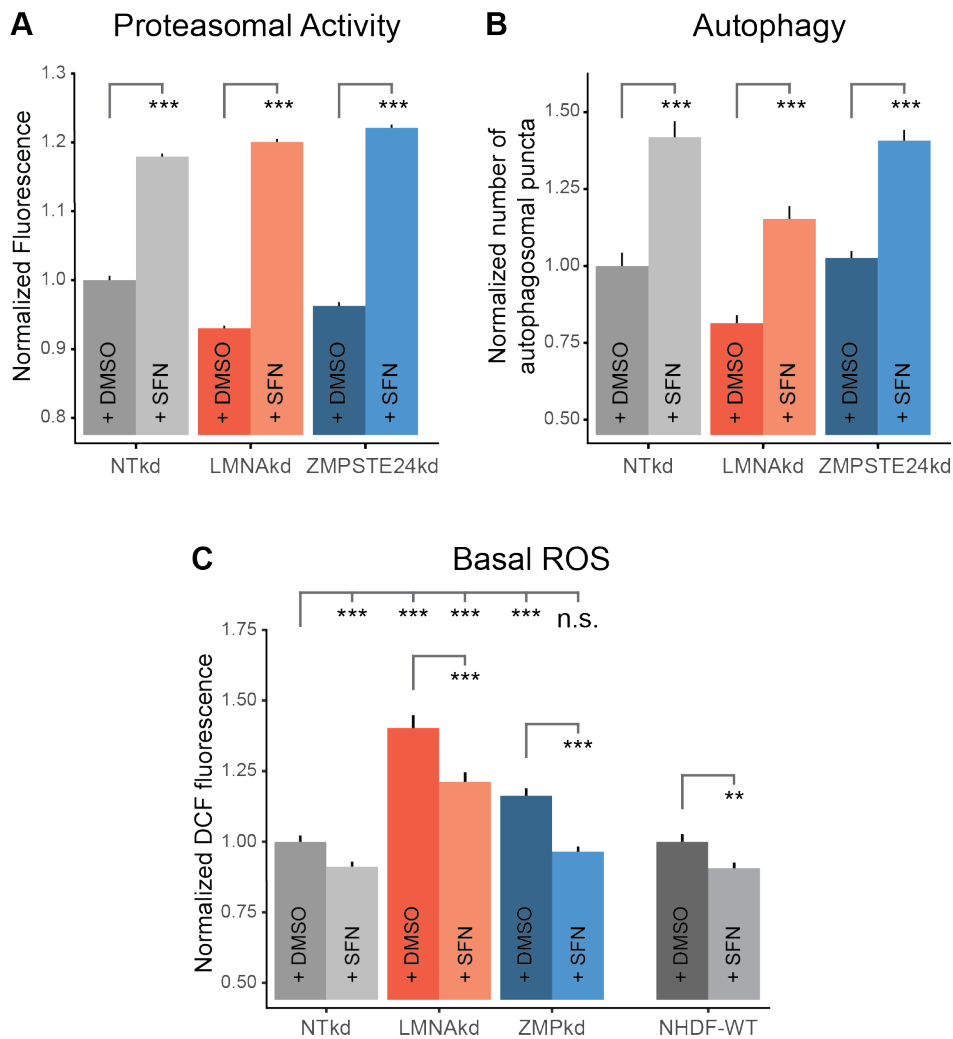 A Proteasomal Activity
Normalized Fluorescence
1.3
1.2
1.1
1.0
0.9
0.8
*** *** ***
+ DMSO + SFN + DMSO + SFN + DMSO + SFN
NTkd LMNAkd ZMPSTE24kd
B Autophagy
Normalized number of
autophagosomal puncta
1.50
1.25
1.00
0.75
0.50
*** *** ***
+ DMSO + SFN + DMSO + SFN + DMSO + SFN
NTkd LMNAkd ZMPSTE24kd
C Basal ROS
Normalized DCF fluorescence
1.75
1.50
1.25
1.00
0.75
0.50
*** *** *** *** n.s.
***
***
**
+ DMSO + SFN + DMSO + SFN + DMSO + SFN + DMSO + SFN
NTkd LMNAkd ZMPkd NHDF-WT